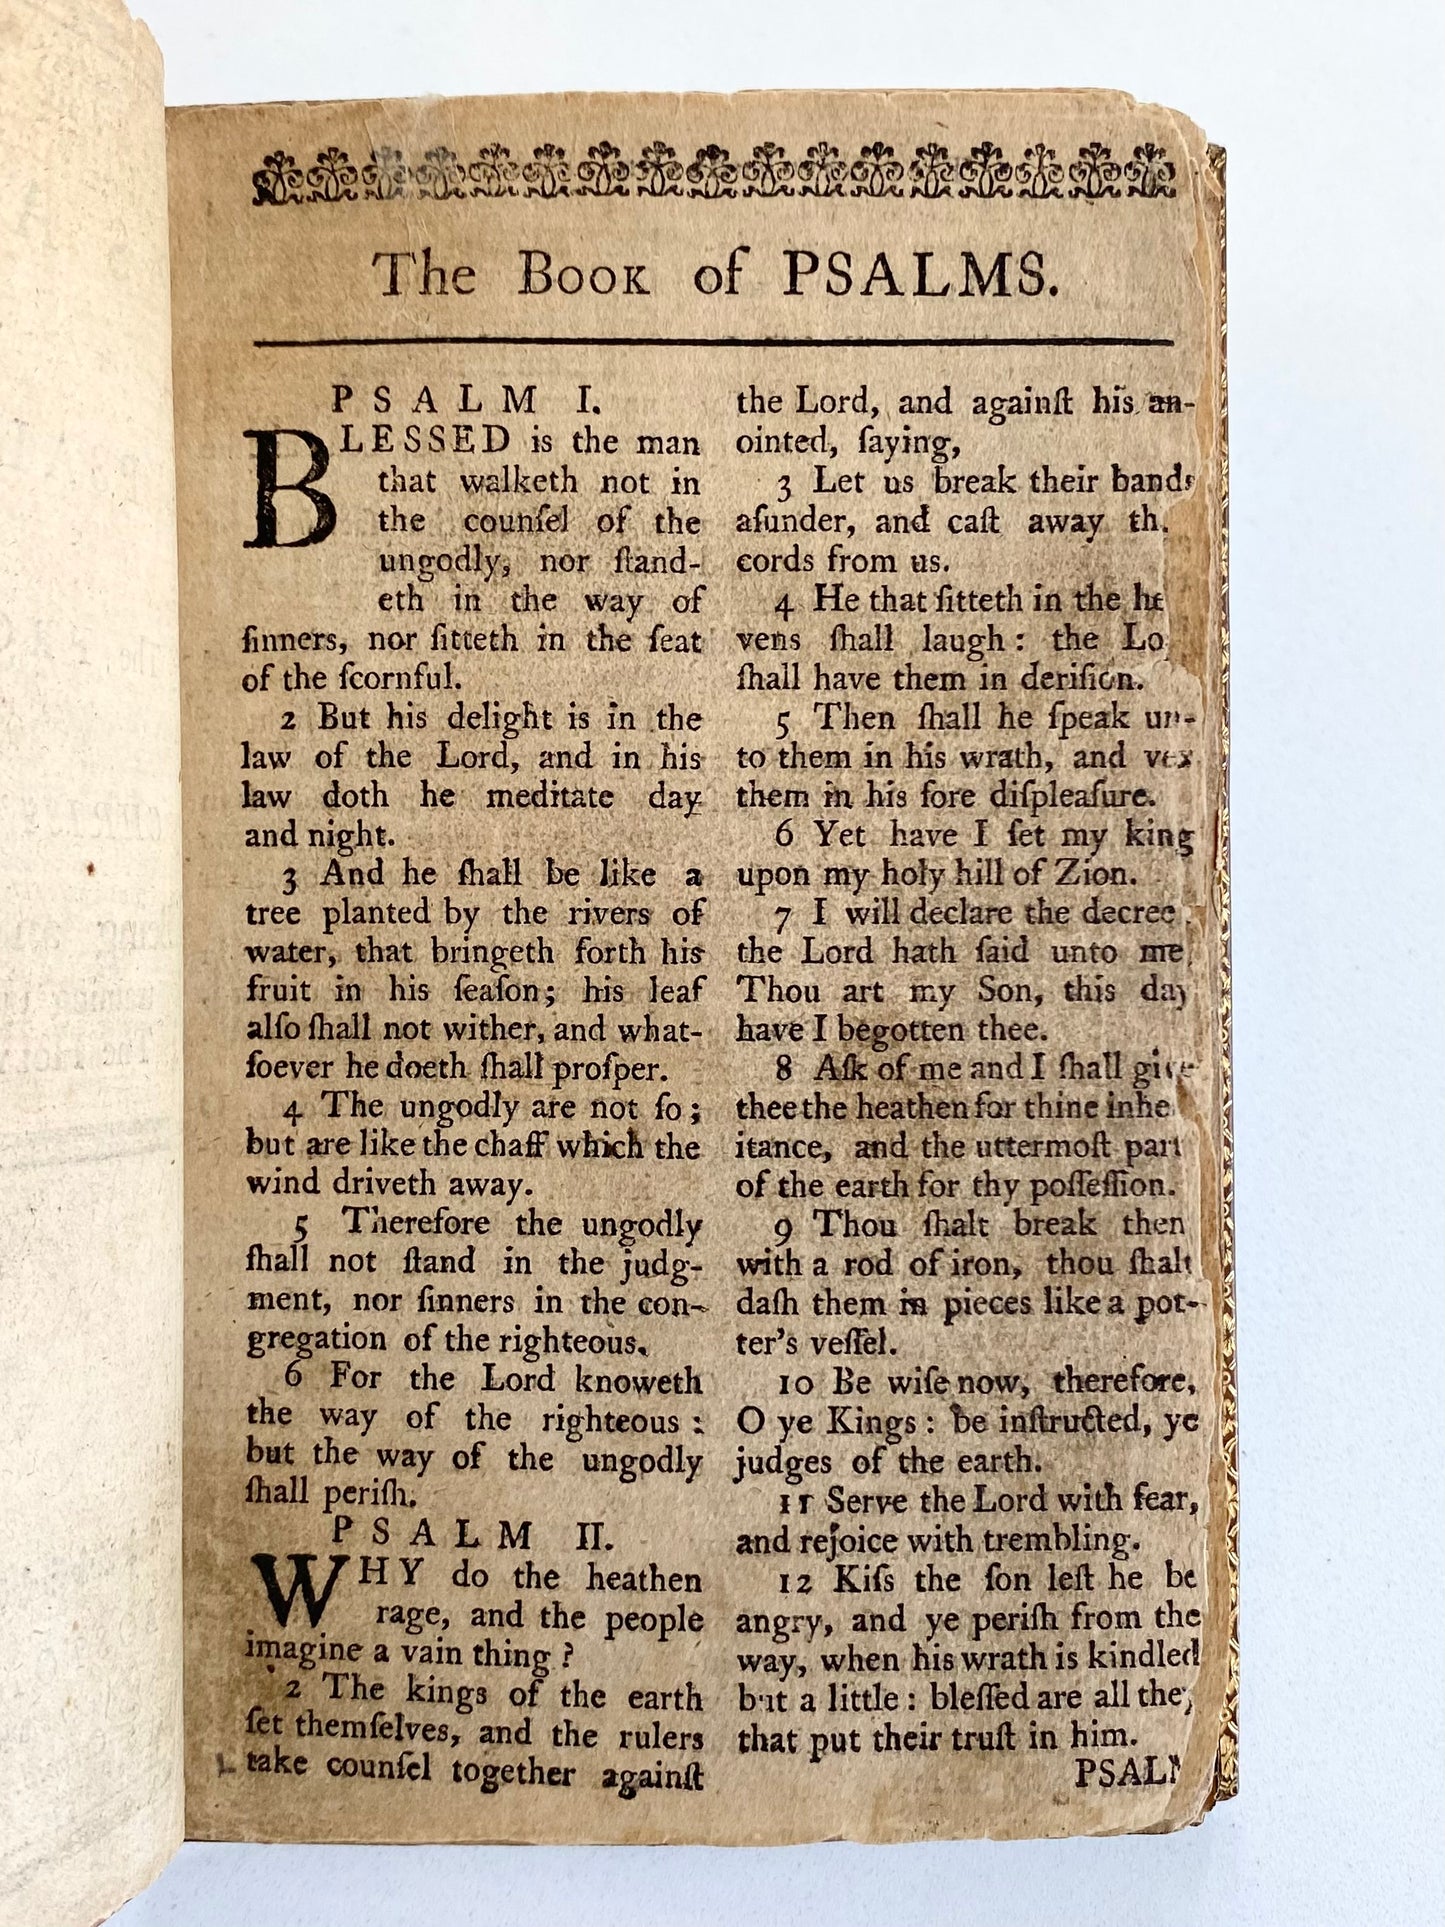 The BOOK of PSALMS.
PSALM I.
BLESSED is the man
that walketh not in
the counſel of the
ungodly, nor ſtand-
eth in the way of
ſinners, nor ſitteth in the ſeat
of the ſcornful.
2 But his delight is in the
law of the Lord, and in his
law doth he meditate day
and night.
3 And he ſhall be like a
tree planted by the rivers of
water, that bringeth forth his
fruit in his ſeaſon; his leaf
alſo ſhall not wither, and what-
ſoever he doeth ſhall proſper.
4 The ungodly are not ſo;
but are like the chaff which the
wind driveth away.
5 Therefore the ungodly
ſhall not ſtand in the judg-
ment, nor ſinners in the con-
gregation of the righteous.
6 For the Lord knoweth
the way of the righteous:
but the way of the ungodly
ſhall periſh.
PSALM II.
WHY do the heathen
rage, and the people
imagine a vain thing?
2 The kings of the earth
ſet themſelves, and the rulers
take counſel together againſt
the Lord, and againſt his an-
ointed, ſaying,
3 Let us break their bands
aſunder, and caſt away th
cords from us.
4 He that ſitteth in the he
vens ſhall laugh: the Lo
ſhall have them in deriſion.
5 Then ſhall he ſpeak un-
to them in his wrath, and vex
them in his ſore diſpleaſure.
6 Yet have I ſet my king
upon my holy hill of Zion.
7 I will declare the decree
the Lord hath ſaid unto me,
Thou art my Son, this day
have I begotten thee.
8 Aſk of me and I ſhall give
thee the heathen for thine inhe
itance, and the uttermoſt part
of the earth for thy poſſeſſion.
9 Thou ſhalt break them
with a rod of iron, thou ſhalt
daſh them in pieces like a pot-
ter's veſſel.
10 Be wiſe now, therefore,
O ye Kings: be inſtructed, ye
judges of the earth.
11 Serve the Lord with fear,
and rejoice with trembling.
12 Kiſs the ſon leſt he be
angry, and ye periſh from the
way, when his wrath is kindled
but a little: bleſſed are all they
that put their truſt in him.
PSALM